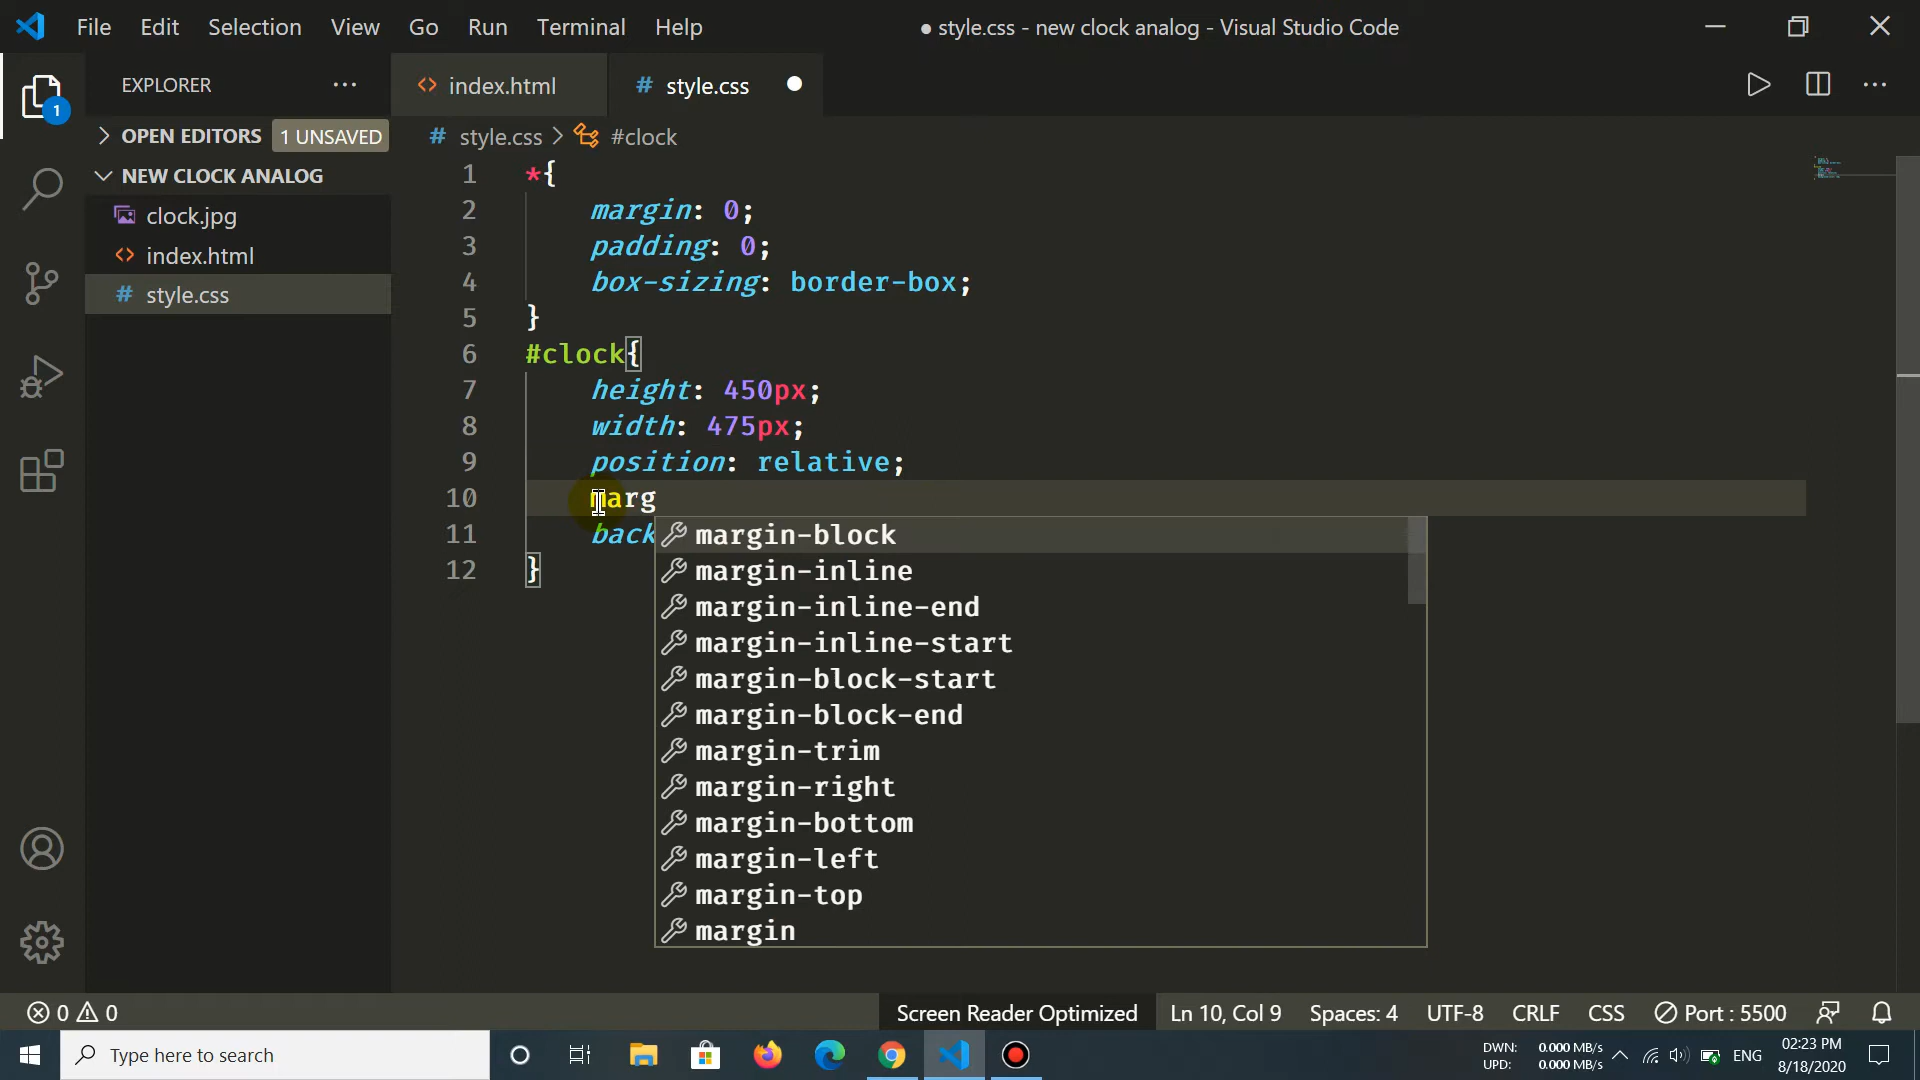 File Edit Selection View Go Run Terminal Help
● style.css - new clock analog - Visual Studio Code
EXPLORER
index.html
# style.css
1
OPEN EDITORS 1 UNSAVED
NEW CLOCK ANALOG
clock.jpg
index.html
# style.css
# style.css > #clock
1 *{
2 margin: 0;
3 padding: 0;
4 box-sizing: border-box;
5 }
6 #clock{
7 height: 450px;
8 width: 475px;
9 position: relative;
10 marg
11 back
12 }
margin-block
margin-inline
margin-inline-end
margin-inline-start
margin-block-start
margin-block-end
margin-trim
margin-right
margin-bottom
margin-left
margin-top
margin
0 0
Screen Reader Optimized Ln 10, Col 9 Spaces: 4 UTF-8 CRLF CSS Port : 5500
Type here to search
DWN: 0.000 MB/s
UPD: 0.000 MB/s
ENG
02:23 PM
8/18/2020